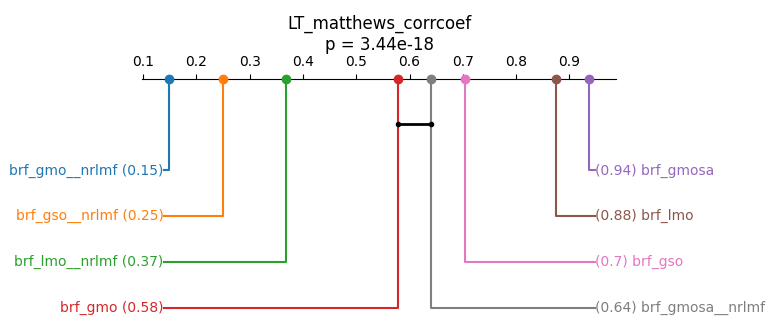 LT_matthews_corrcoef
p = 3.44e-18
0.1 0.2 0.3 0.4 0.5 0.6 0.7 0.8 0.9
brf_gmo__nrlmf (0.15) (0.94) brf_gmosa
brf_gso__nrlmf (0.25) (0.88) brf_lmo
brf_lmo__nrlmf (0.37) (0.7) brf_gso
brf_gmo (0.58) (0.64) brf_gmosa__nrlmf